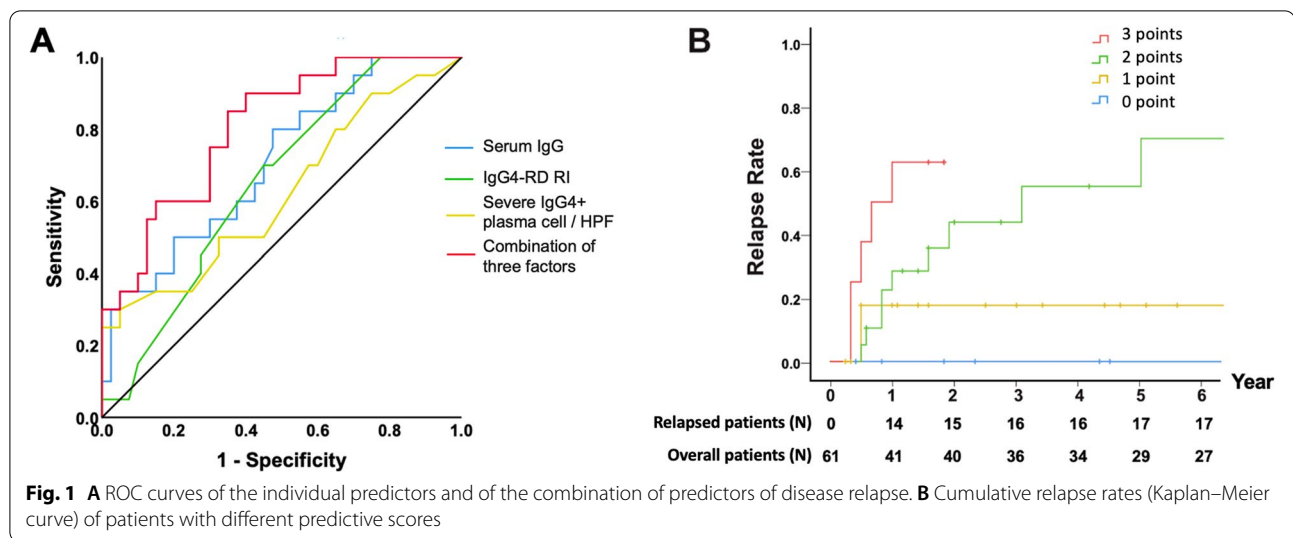 A
Sensitivity
1.0
0.8
0.6
0.4
0.2
0.0
0.0 0.2 0.4 0.6 0.8 1.0
1 - Specificity
Serum IgG
IgG4-RD RI
Severe IgG4+
plasma cell / HPF
Combination of
three factors
B
Relapse Rate
1.0
0.8
0.6
0.4
0.2
0.0
3 points
2 points
1 point
0 point
0 1 2 3 4 5 6 Year
Relapsed patients (N) 0 14 15 16 16 17 17
Overall patients (N) 61 41 40 36 34 29 27
Fig. 1 A ROC curves of the individual predictors and of the combination of predictors of disease relapse. B Cumulative relapse rates (Kaplan–Meier
curve) of patients with different predictive scores